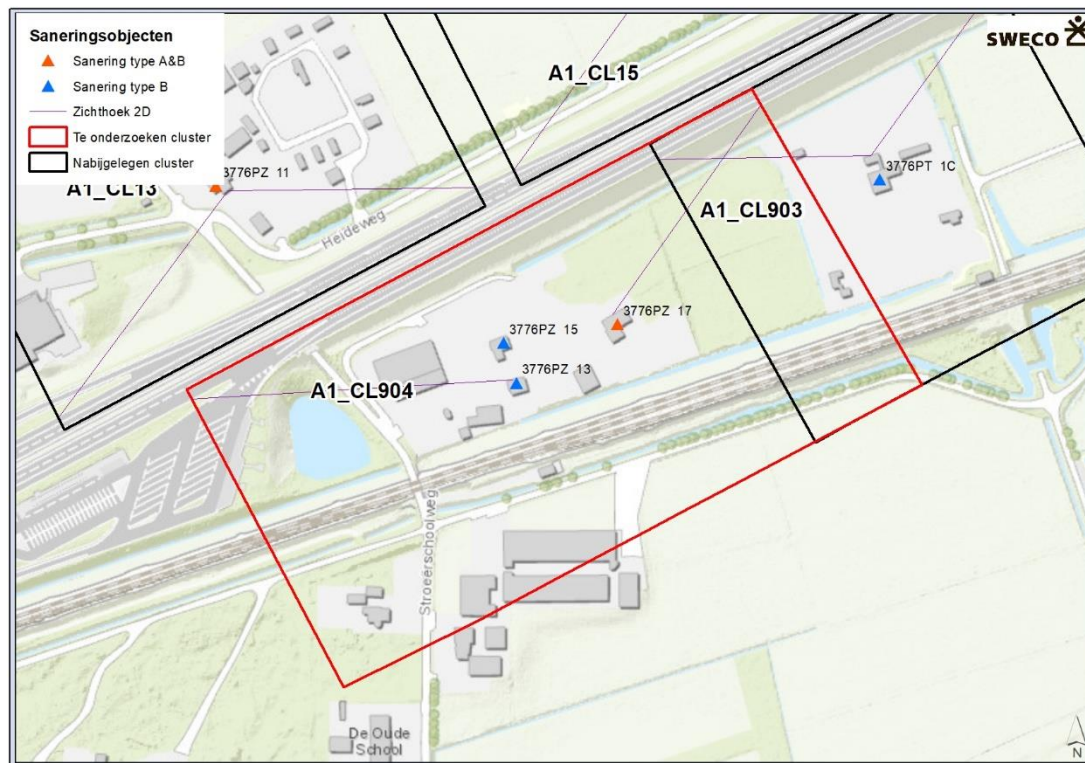 Saneringsobjecten
Sanering type A&B
Sanering type B
Zichthoek 2D
Te onderzoeken cluster
Nabijgelegen cluster
SWECO
A1_CL15
3776PZ 11
A1_CL13
3776PT 1C
A1_CL903
Heideweg
3776PZ 17
3776PZ 15
3776PZ 13
A1_CL904
Stroeërschoolweg
De Oude
School
N